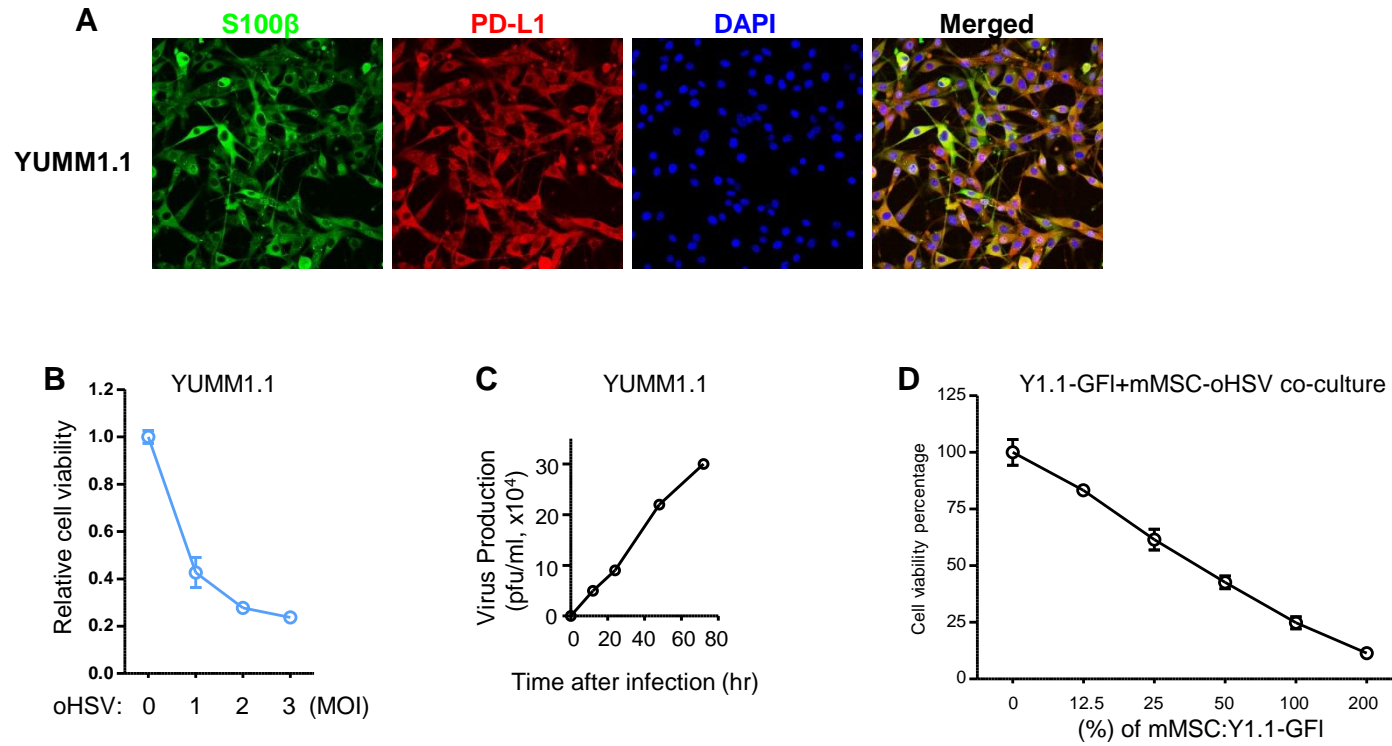 A
S100β
PD-L1
DAPI
Merged
YUMM1.1
B
YUMM1.1
Relative cell viability
1.2
1.0
0.8
0.6
0.4
0.2
0.0
oHSV: 0 1 2 3 (MOI)
C
YUMM1.1
Virus Production
(pfu/ml, x10⁴)
30
20
10
0
0 20 40 60 80
Time after infection (hr)
D
Y1.1-GFl+mMSC-oHSV co-culture
Cell viability percentage
125
100
75
50
25
0
0 12.5 25 50 100 200
(%) of mMSC:Y1.1-GFl